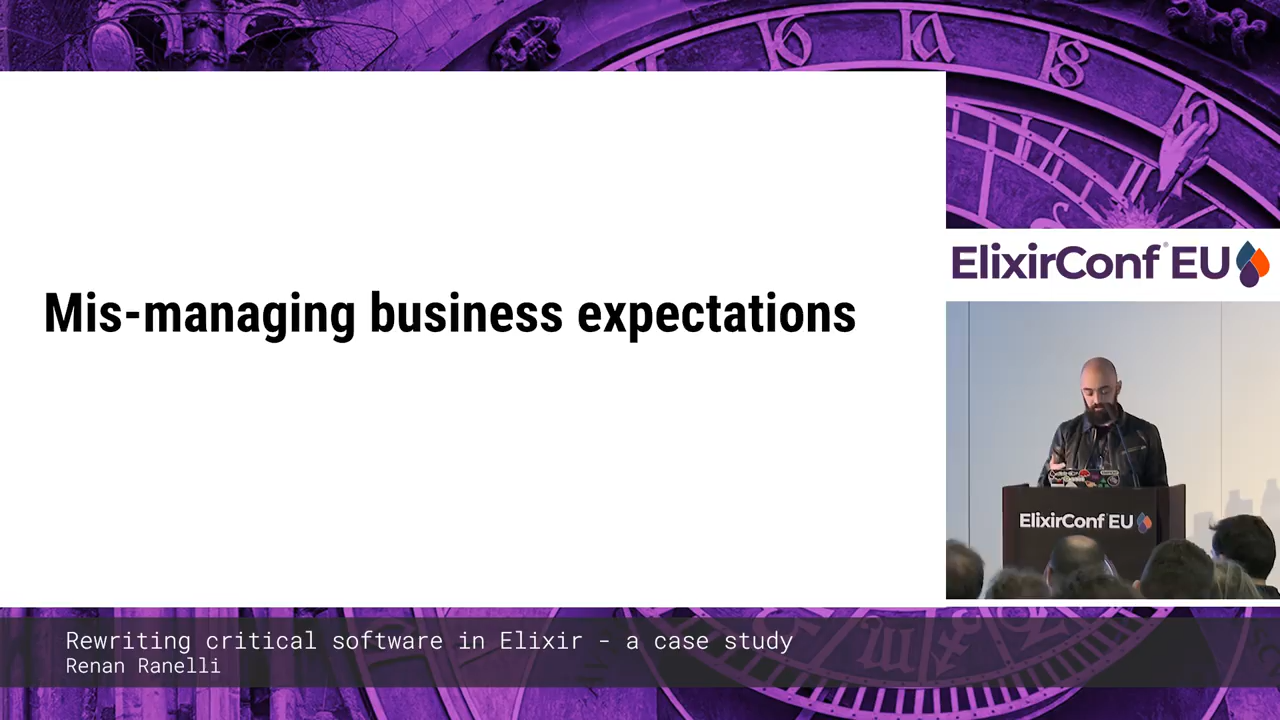 Mis-managing business expectations
ElixirConf® EU
ElixirConf EU
Rewriting critical software in Elixir - a case study
Renan Ranelli